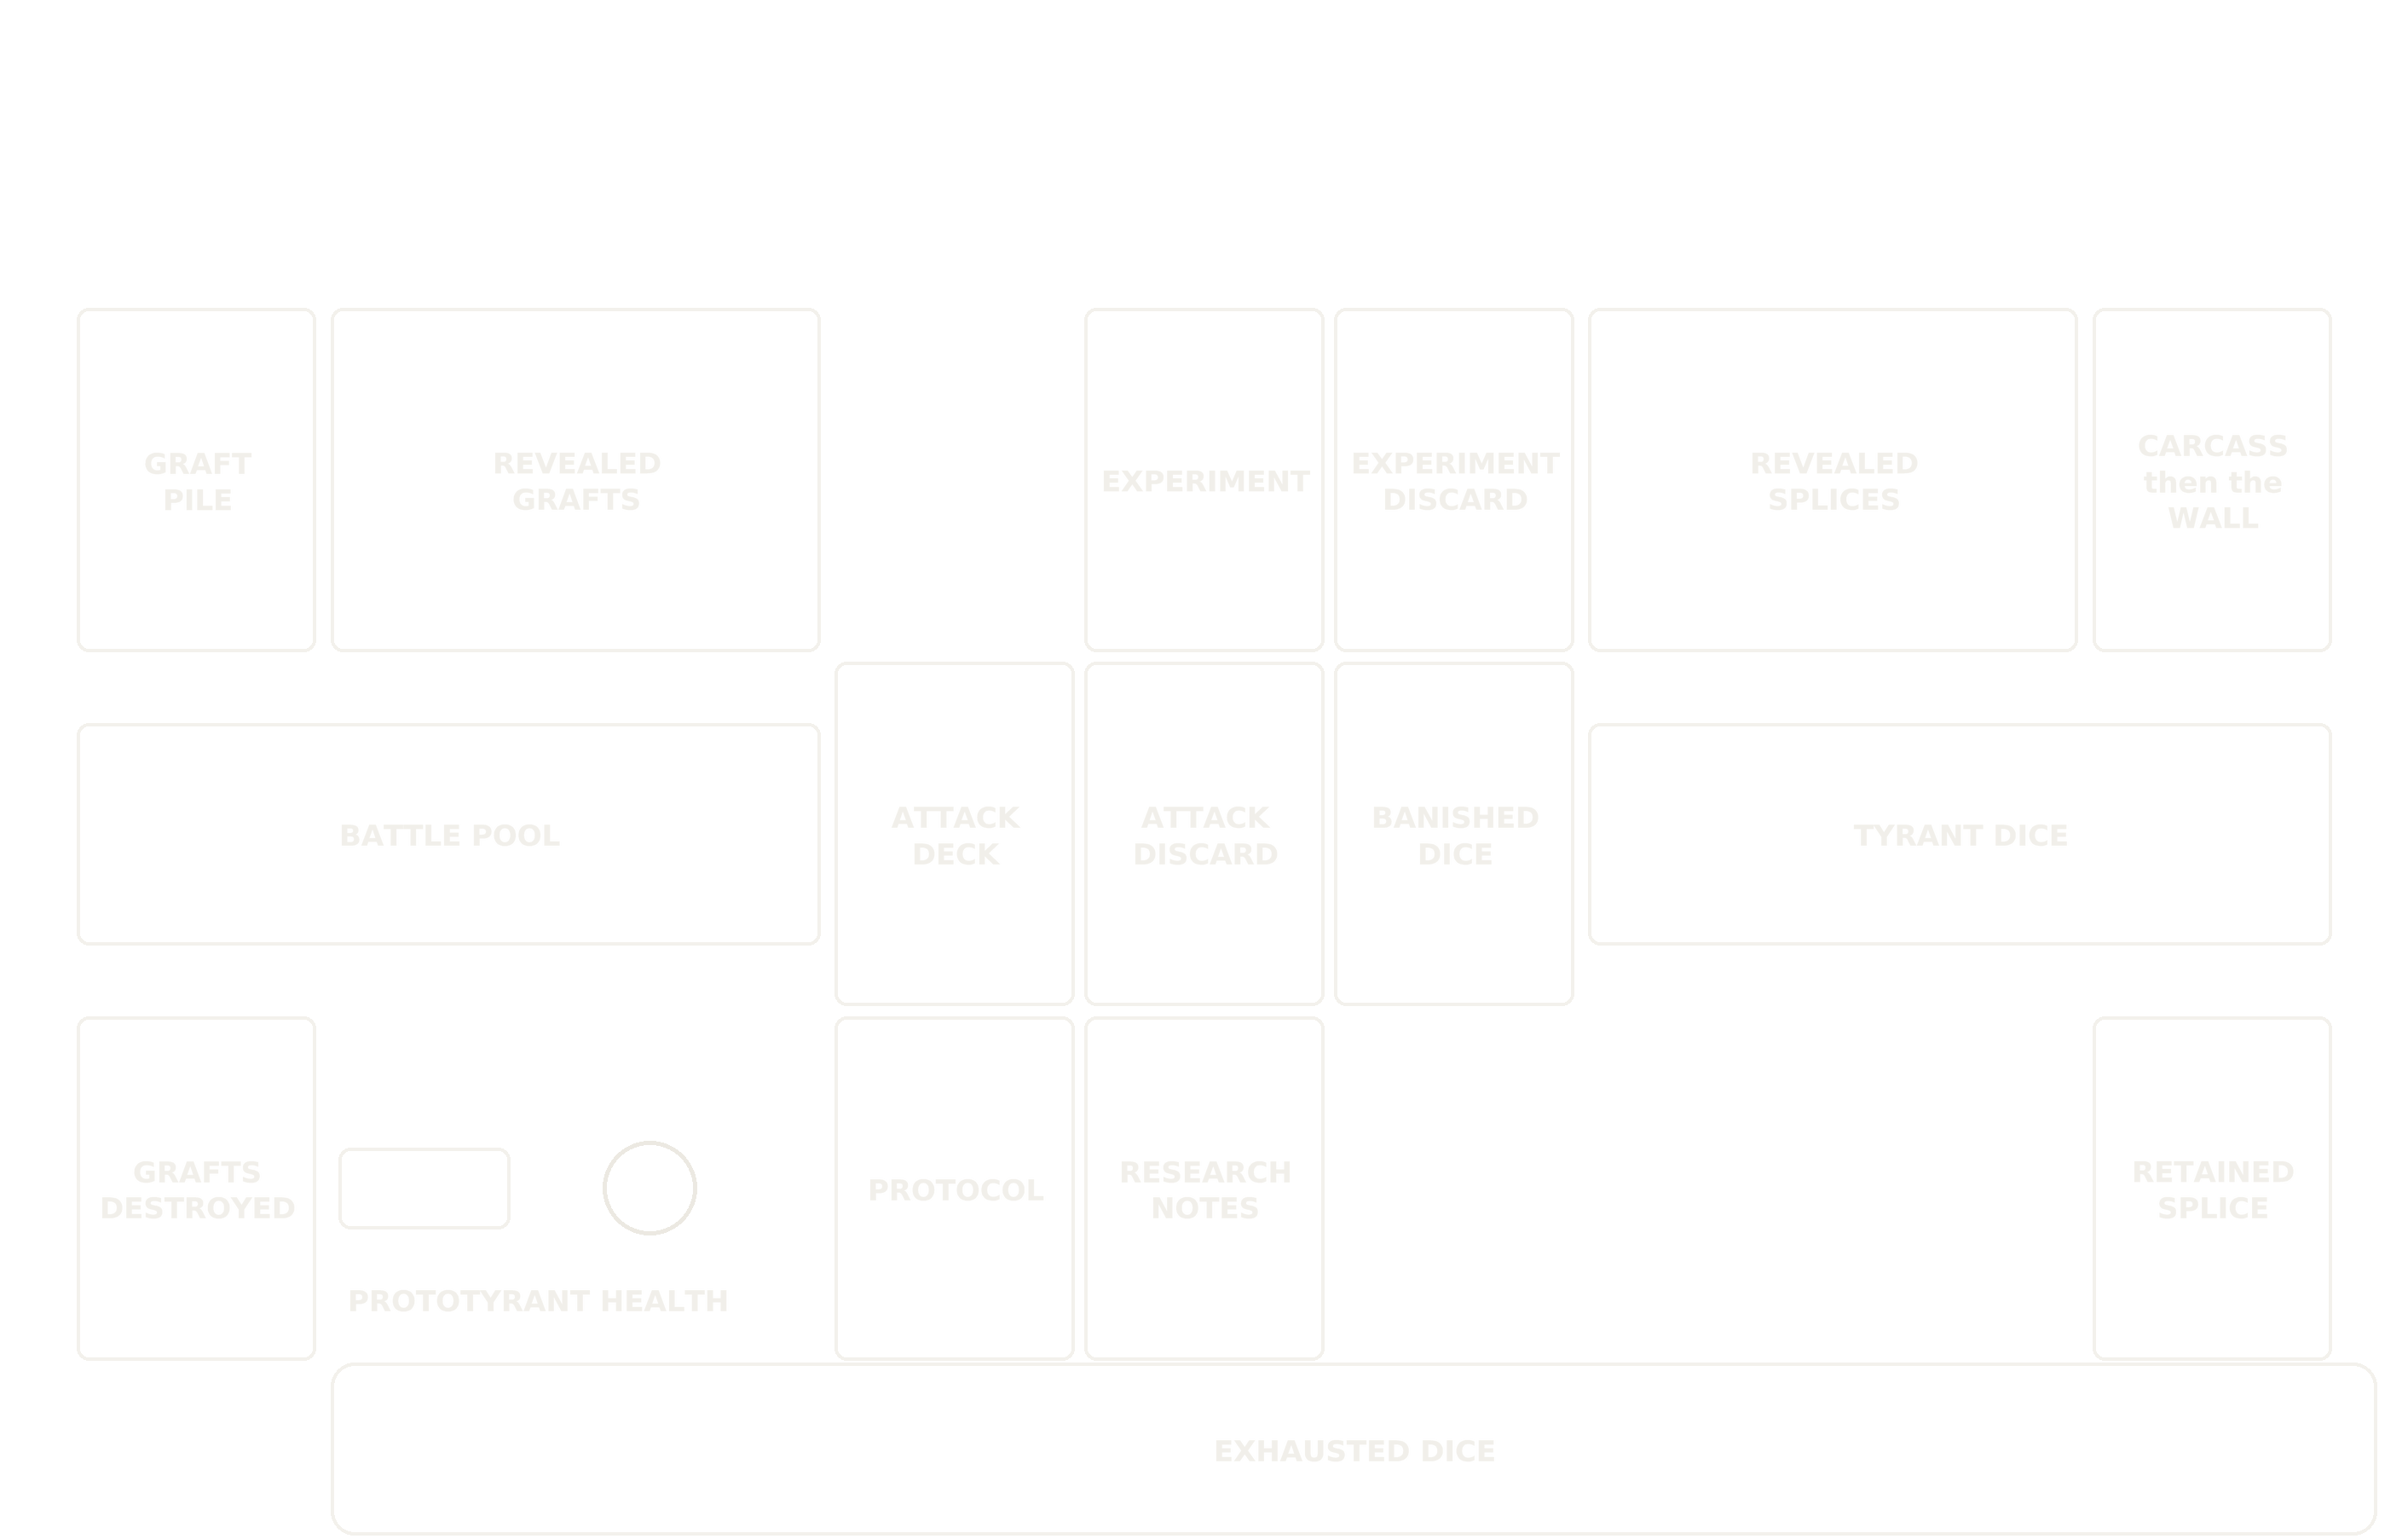 GRAFT
PILE
REVEALED
GRAFTS
EXPERIMENT
EXPERIMENT
DISCARD
REVEALED
SPLICES
CARCASS
then the
WALL
BATTLE POOL
ATTACK
DECK
ATTACK
DISCARD
BANISHED
DICE
TYRANT DICE
GRAFTS
DESTROYED
PROTOTYRANT HEALTH
PROTOCOL
RESEARCH
NOTES
RETAINED
SPLICE
EXHAUSTED DICE